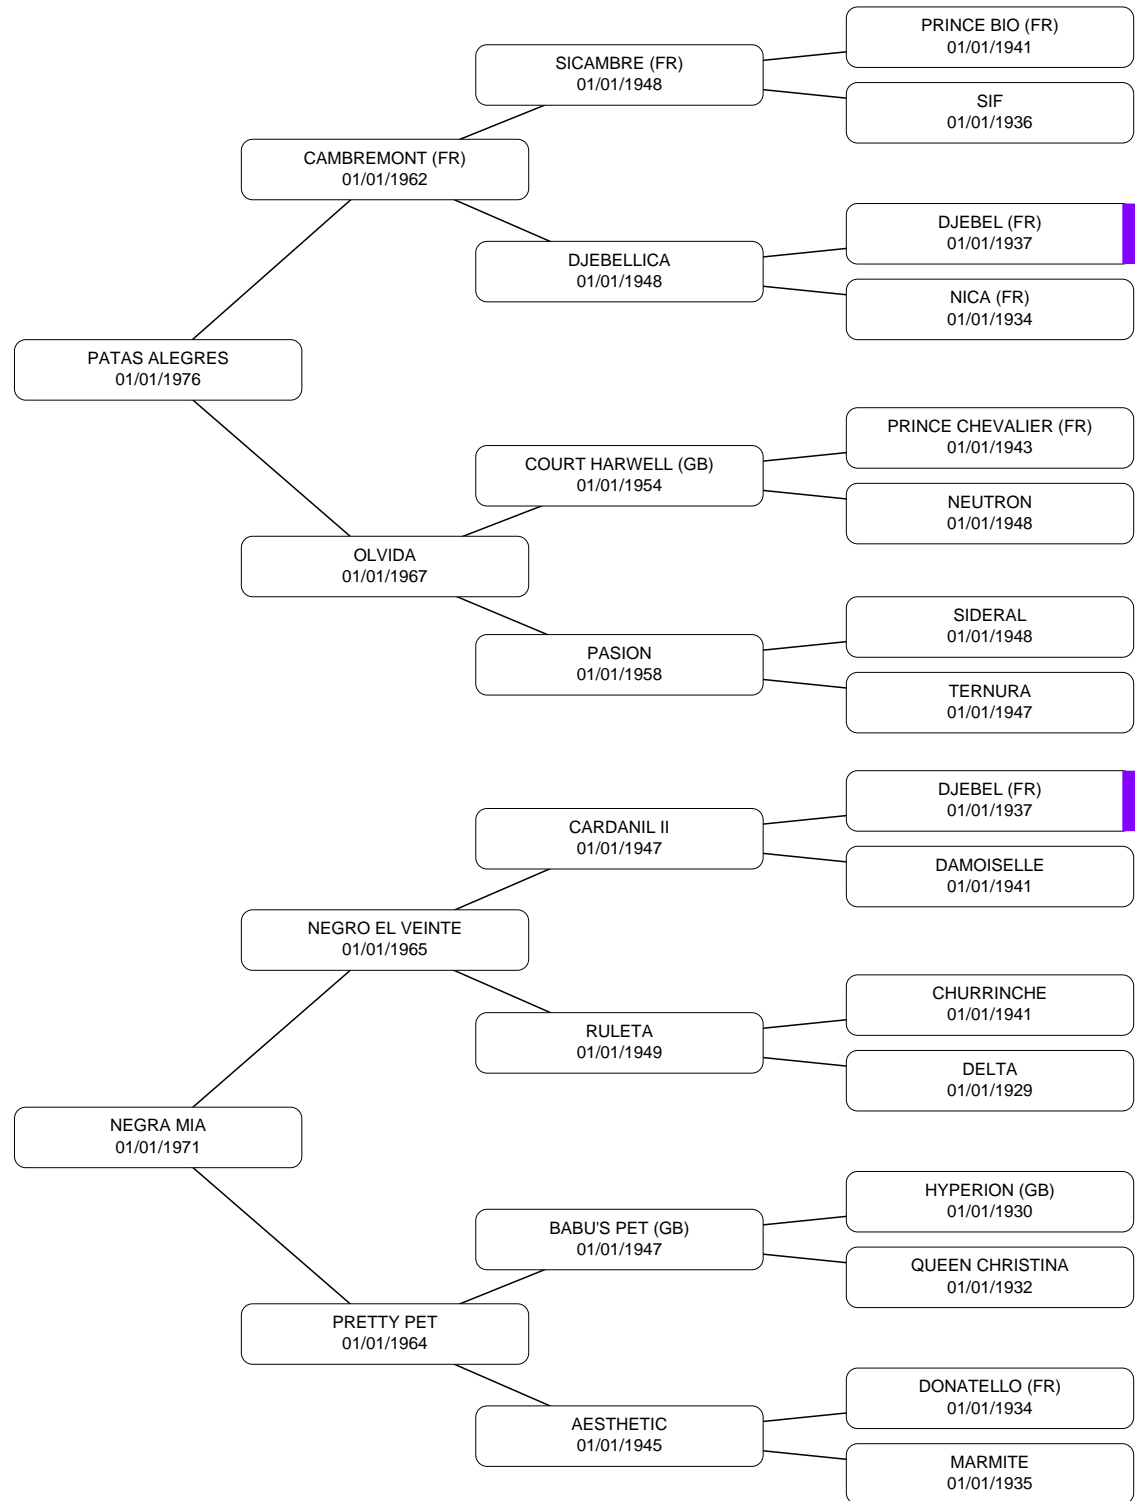 PRINCE BIO (FR)
01/01/1941
SICAMBRE (FR)
01/01/1948
SIF
01/01/1936
CAMBREMONT (FR)
01/01/1962
DJEBEL (FR)
01/01/1937
DJEBELLICA
01/01/1948
NICA (FR)
01/01/1934
PATAS ALEGRES
01/01/1976
PRINCE CHEVALIER (FR)
01/01/1943
COURT HARWELL (GB)
01/01/1954
NEUTRON
01/01/1948
OLVIDA
01/01/1967
SIDERAL
01/01/1948
PASION
01/01/1958
TERNURA
01/01/1947
DJEBEL (FR)
01/01/1937
CARDANIL II
01/01/1947
DAMOISELLE
01/01/1941
NEGRO EL VEINTE
01/01/1965
CHURRINCHE
01/01/1941
RULETA
01/01/1949
DELTA
01/01/1929
NEGRA MIA
01/01/1971
HYPERION (GB)
01/01/1930
BABU'S PET (GB)
01/01/1947
QUEEN CHRISTINA
01/01/1932
PRETTY PET
01/01/1964
DONATELLO (FR)
01/01/1934
AESTHETIC
01/01/1945
MARMITE
01/01/1935